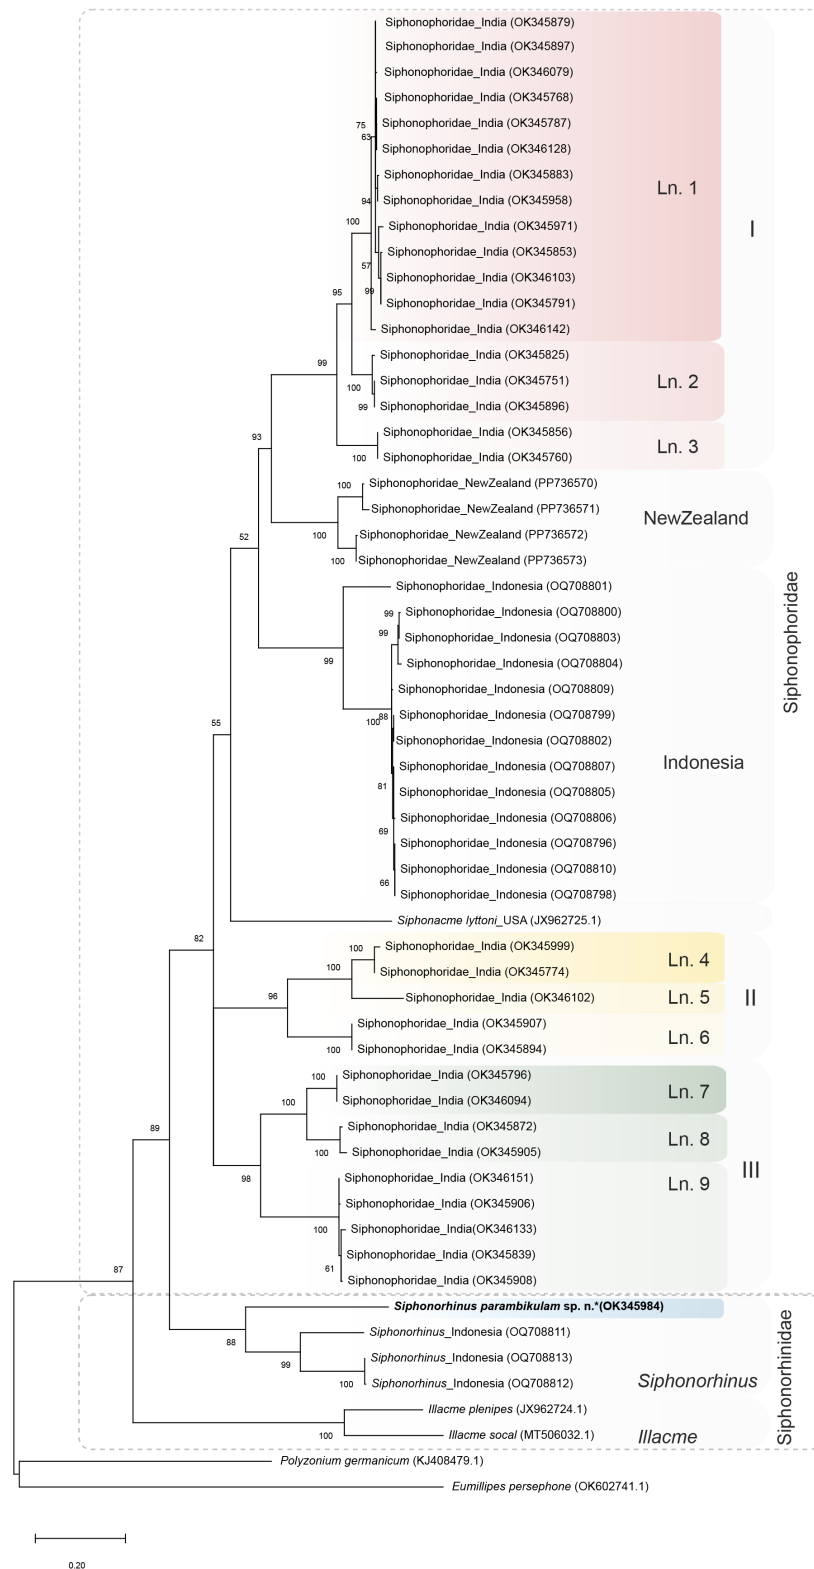 Siphonophoridae_India (OK345879)
Siphonophoridae_India (OK345897)
Siphonophoridae_India (OK346079)
Siphonophoridae_India (OK345768)
75
Siphonophoridae_India (OK345787)
63
Siphonophoridae_India (OK346128)
Siphonophoridae_India (OK345883)
Ln. 1
94
Siphonophoridae_India (OK345958)
100
Siphonophoridae_India (OK345971)
I
Siphonophoridae_India (OK345853)
57
Siphonophoridae_India (OK346103)
95
99
Siphonophoridae_India (OK345791)
Siphonophoridae_India (OK346142)
Siphonophoridae_India (OK345825)
99
Siphonophoridae_India (OK345751)
Ln. 2
100
99
Siphonophoridae_India (OK345896)
Siphonophoridae_India (OK345856)
93
Ln. 3
100
Siphonophoridae_India (OK345760)
100
Siphonophoridae_NewZealand (PP736570)
Siphonophoridae_NewZealand (PP736571)
NewZealand
100
Siphonophoridae_NewZealand (PP736572)
52
100
Siphonophoridae_NewZealand (PP736573)
Siphonophoridae_Indonesia (OQ708801)
99
Siphonophoridae_Indonesia (OQ708800)
99
Siphonophoridae_Indonesia (OQ708803)
Siphonophoridae
99
Siphonophoridae_Indonesia (OQ708804)
Siphonophoridae_Indonesia (OQ708809)
88
Siphonophoridae_Indonesia (OQ708799)
100
55
Siphonophoridae_Indonesia (OQ708802)
Siphonophoridae_Indonesia (OQ708807)
Indonesia
81
Siphonophoridae_Indonesia (OQ708805)
Siphonophoridae_Indonesia (OQ708806)
69
Siphonophoridae_Indonesia (OQ708796)
Siphonophoridae_Indonesia (OQ708810)
66
Siphonophoridae_Indonesia (OQ708798)
Siphonacme lyttoni_USA (JX962725.1)
82
100
Siphonophoridae_India (OK345999)
Ln. 4
100
Siphonophoridae_India (OK345774)
96
Siphonophoridae_India (OK346102)
Ln. 5
II
Siphonophoridae_India (OK345907)
Ln. 6
100
Siphonophoridae_India (OK345894)
100
Siphonophoridae_India (OK345796)
Ln. 7
100
Siphonophoridae_India (OK346094)
89
Siphonophoridae_India (OK345872)
Ln. 8
100
Siphonophoridae_India (OK345905)
III
98
Siphonophoridae_India (OK346151)
Ln. 9
Siphonophoridae_India (OK345906)
100
Siphonophoridae_India(OK346133)
Siphonophoridae_India (OK345839)
87
61
Siphonophoridae_India (OK345908)
Siphonorhinus parambikulam sp. n.*(OK345984)
88
Siphonorhinus_Indonesia (OQ708811)
99
Siphonorhinus_Indonesia (OQ708813)
100
Siphonorhinus_Indonesia (OQ708812)
Siphonorhinus
Siphonorhinidae
Illacme plenipes (JX962724.1)
100
Illacme socal (MT506032.1)
Illacme
Polyzonium germanicum (KJ408479.1)
Eumillipes persephone (OK602741.1)
0.20